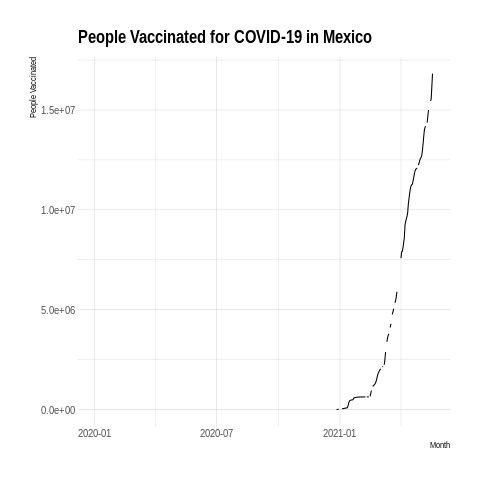 People Vaccinated for COVID-19 in Mexico
People Vaccinated
1.5e+07
1.0e+07
5.0e+06
0.0e+00
2020-01 2020-07 2021-01
Month